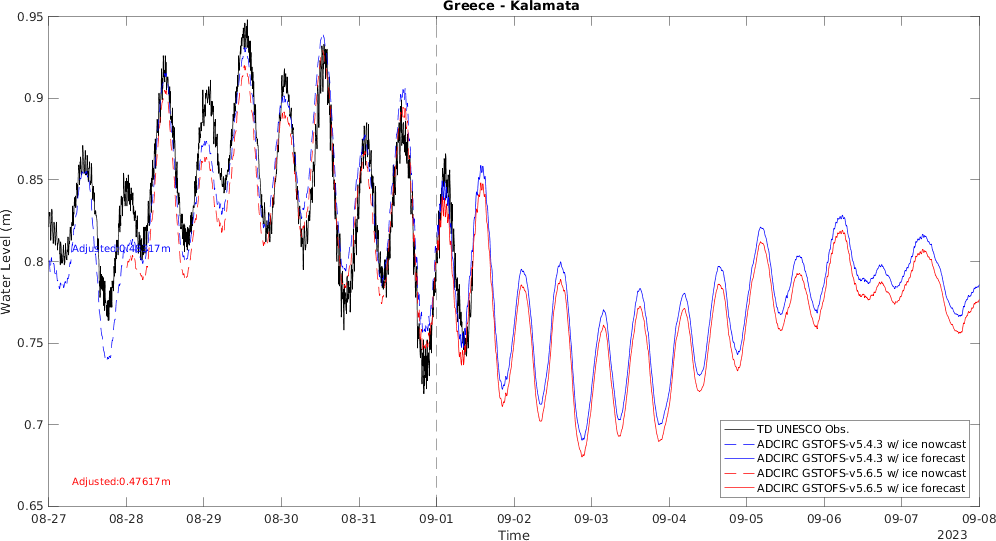 Greece - Kalamata
0.95
0.9
0.85
0.8
0.75
0.7
0.65
Water Level (m)
Adjusted:0.47617m
TD UNESCO Obs.
ADCIRC GSTOFS-v5.4.3 w/ ice nowcast
ADCIRC GSTOFS-v5.4.3 w/ ice forecast
ADCIRC GSTOFS-v5.6.5 w/ ice nowcast
ADCIRC GSTOFS-v5.6.5 w/ ice forecast
08-27 08-28 08-29 08-30 08-31 09-01 09-02 09-03 09-04 09-05 09-06 09-07 09-08
Time
2023